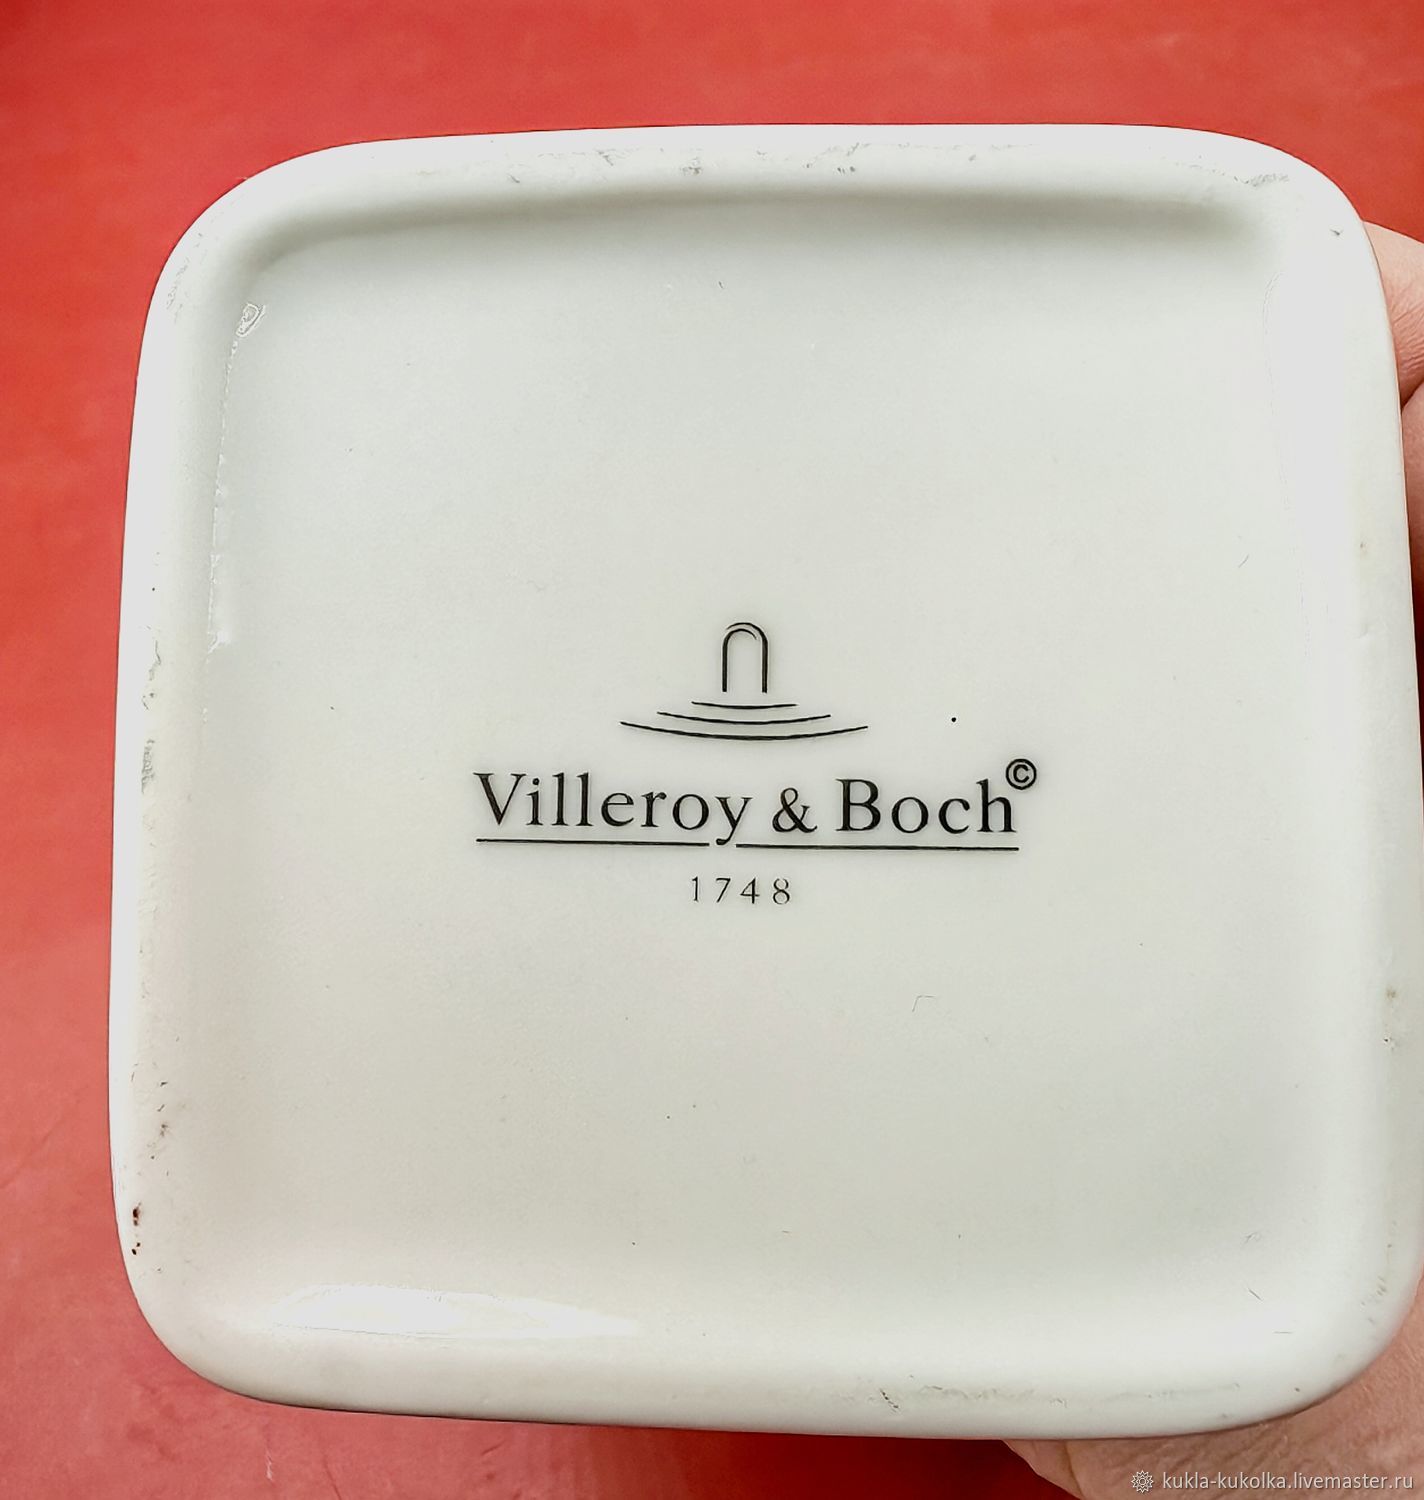 Villeroy & Boch©
1748
kukla-kukolka.livemaster.ru